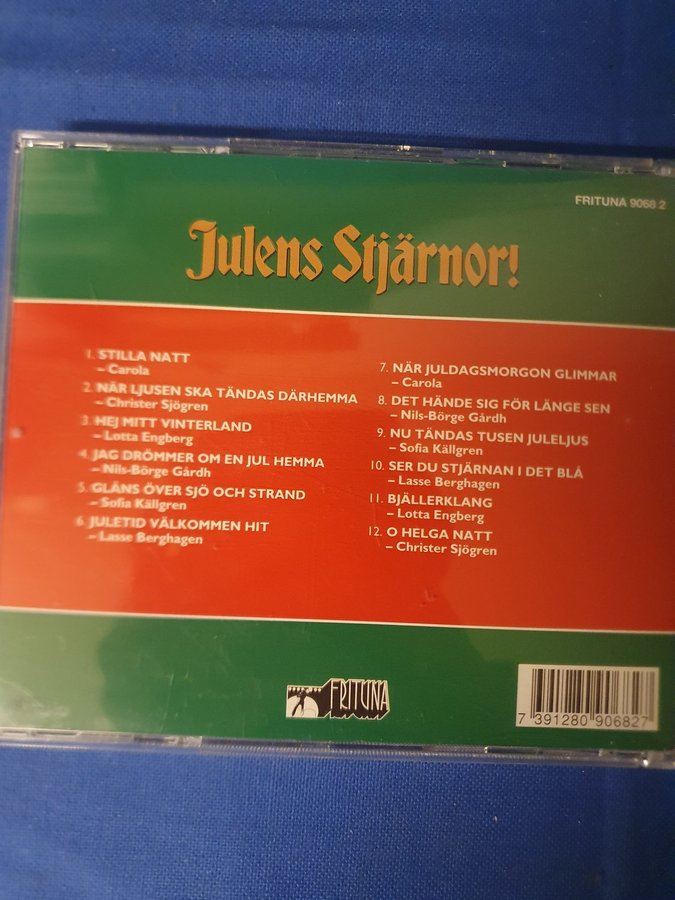 FRITUNA 9068 2
Julens Stjärnor!
1. STILLA NATT
– Carola
2. NÄR LJUSEN SKA TÄNDAS DÄRHEMMA
– Christer Sjögren
3. HEJ MITT VINTERLAND
– Lotta Engberg
4. JAG DRÖMMER OM EN JUL HEMMA
– Nils-Börge Gårdh
5. GLÄNS ÖVER SJÖ OCH STRAND
– Sofia Källgren
6. JULETID VÄLKOMMEN HIT
– Lasse Berghagen
7. NÄR JULDAGSMORGON GLIMMAR
– Carola
8. DET HÄNDE SIG FÖR LÄNGE SEN
– Nils-Börge Gårdh
9. NU TÄNDAS TUSEN JULELJUS
– Sofia Källgren
10. SER DU STJÄRNAN I DET BLÅ
– Lasse Berghagen
11. BJÄLLERKLANG
– Lotta Engberg
12. O HELGA NATT
– Christer Sjögren
FRITUNA
7 391280 906827